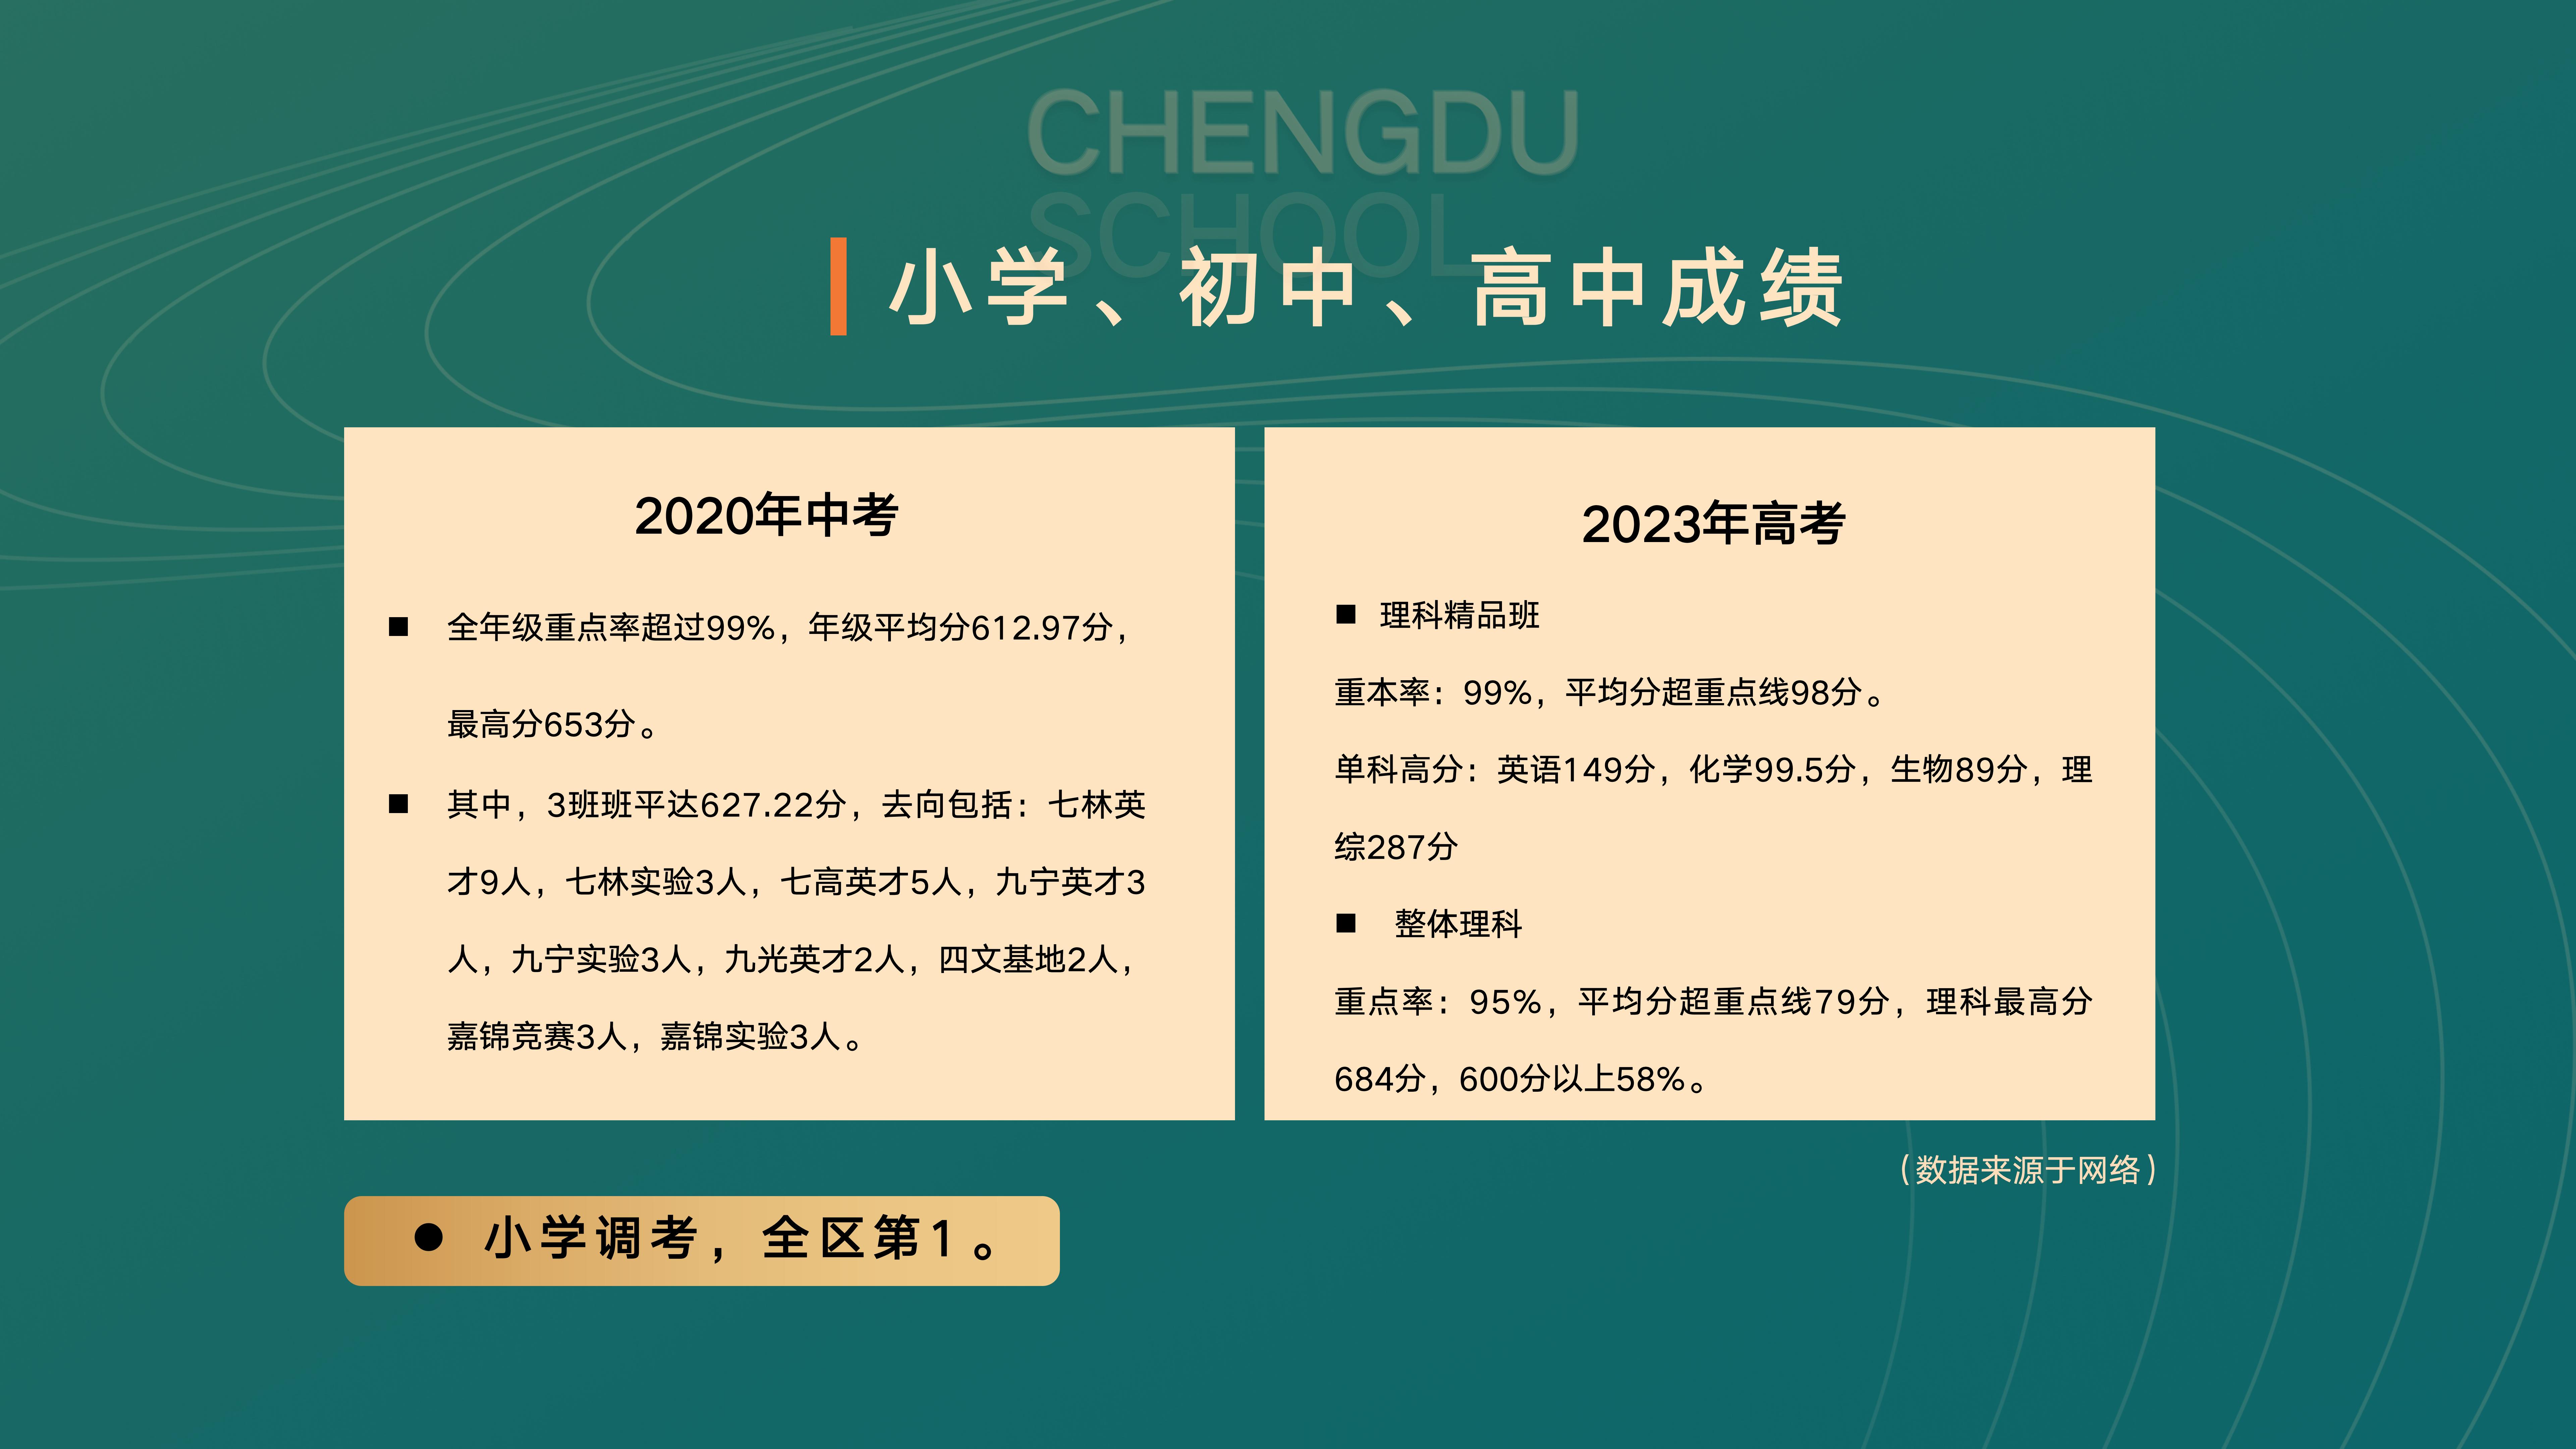 CHENGDU
SCHOOL
小学、初中、高中成绩
2020年中考
■ 全年级重点率超过99%，年级平均分612.97分，
最高分653分。
■ 其中，3班班平达627.22分，去向包括：七林英
才9人，七林实验3人，七高英才5人，九宁英才3
人，九宁实验3人，九光英才2人，四文基地2人，
嘉锦竞赛3人，嘉锦实验3人。
2023年高考
■ 理科精品班
重本率：99%，平均分超重点线98分。
单科高分：英语149分，化学99.5分，生物89分，理
综287分
■ 整体理科
重点率：95%，平均分超重点线79分，理科最高分
684分，600分以上58%。
（数据来源于网络）
● 小学调考，全区第1。